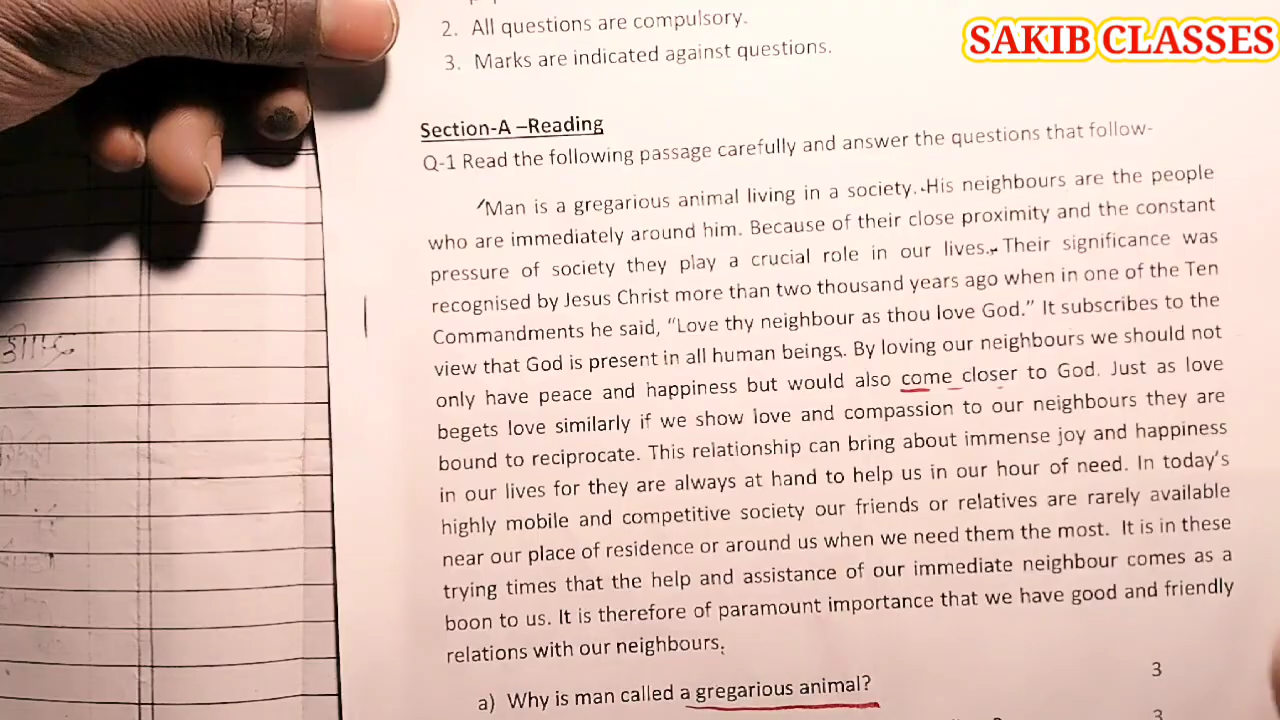 2. All questions are compulsory.
SAKIB CLASSES
3. Marks are indicated against questions.
Section-A –Reading
Q-1 Read the following passage carefully and answer the questions that follow-
Man is a gregarious animal living in a society. His neighbours are the people
who are immediately around him. Because of their close proximity and the constant
pressure of society they play a crucial role in our lives. Their significance was
recognised by Jesus Christ more than two thousand years ago when in one of the Ten
Commandments he said, “Love thy neighbour as thou love God.” It subscribes to the
view that God is present in all human beings. By loving our neighbours we should not
only have peace and happiness but would also come closer to God. Just as love
begets love similarly if we show love and compassion to our neighbours they are
bound to reciprocate. This relationship can bring about immense joy and happiness
in our lives for they are always at hand to help us in our hour of need. In today’s
highly mobile and competitive society our friends or relatives are rarely available
near our place of residence or around us when we need them the most. It is in these
trying times that the help and assistance of our immediate neighbour comes as a
boon to us. It is therefore of paramount importance that we have good and friendly
relations with our neighbours.
a) Why is man called a gregarious animal? 3